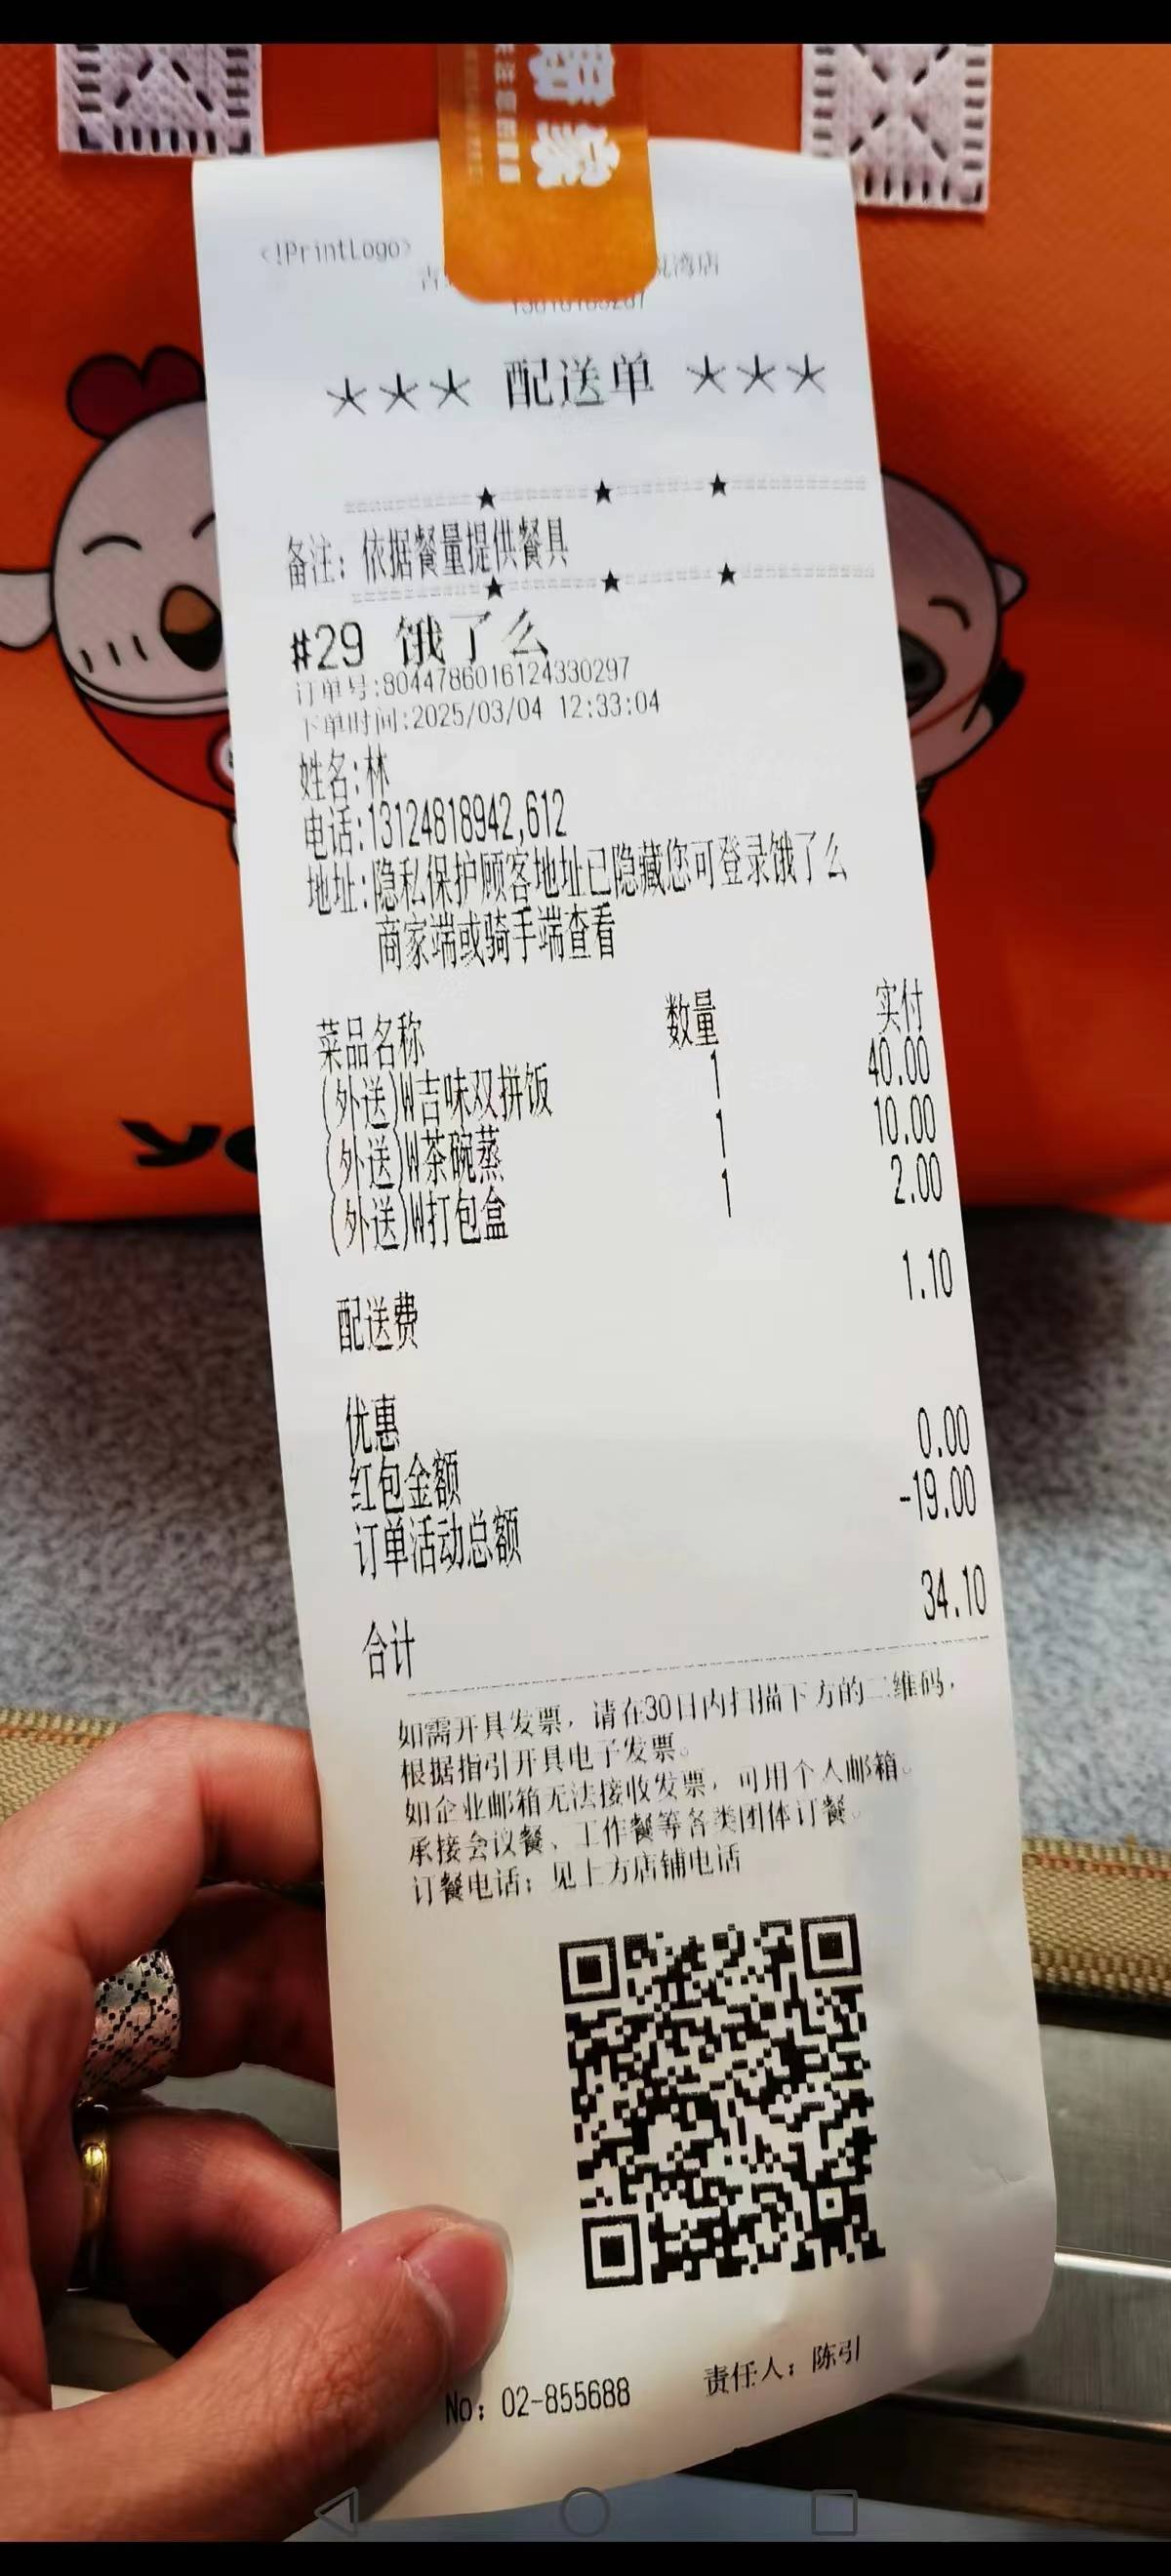 <!PrintLogo>
湾店
*** 配送单 ***
备注: 依据餐量提供餐具
#29 饿了么
订单号:8044786016124330297
下单时间:2025/03/04 12:33:04
姓名:林
电话:13124818942,612
地址:隐私保护顾客地址已隐藏您可登录饿了么
商家端或骑手端查看
菜品名称 数量 实付
(外送)W吉味双拼饭 1 40.00
(外送)W茶碗蒸 1 10.00
(外送)W打包盒 1 2.00
配送费 1.10
优惠
红包金额 0.00
订单活动总额 -19.00
合计 34.10
如需开具发票，请在30日内扫描下方的二维码，
根据指引开具电子发票。
如企业邮箱无法接收发票，可用个人邮箱。
承接会议餐、工作餐等各类团体订餐。
订餐电话：见上方店铺电话
No: 02-855688 责任人：陈引